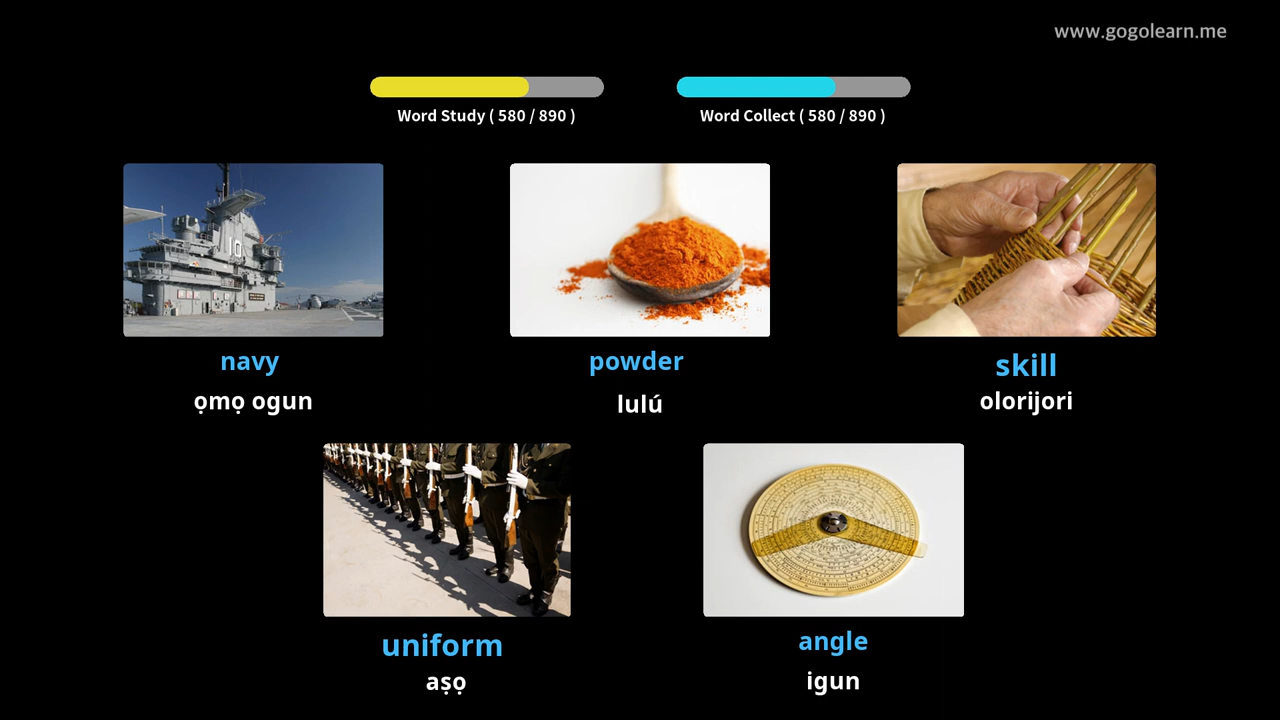 www.gogolearn.me
Word Study ( 580 / 890 )
Word Collect ( 580 / 890 )
navy
powder
skill
ọmọ ogun
lulú
olorijori
uniform
angle
aṣọ
igun